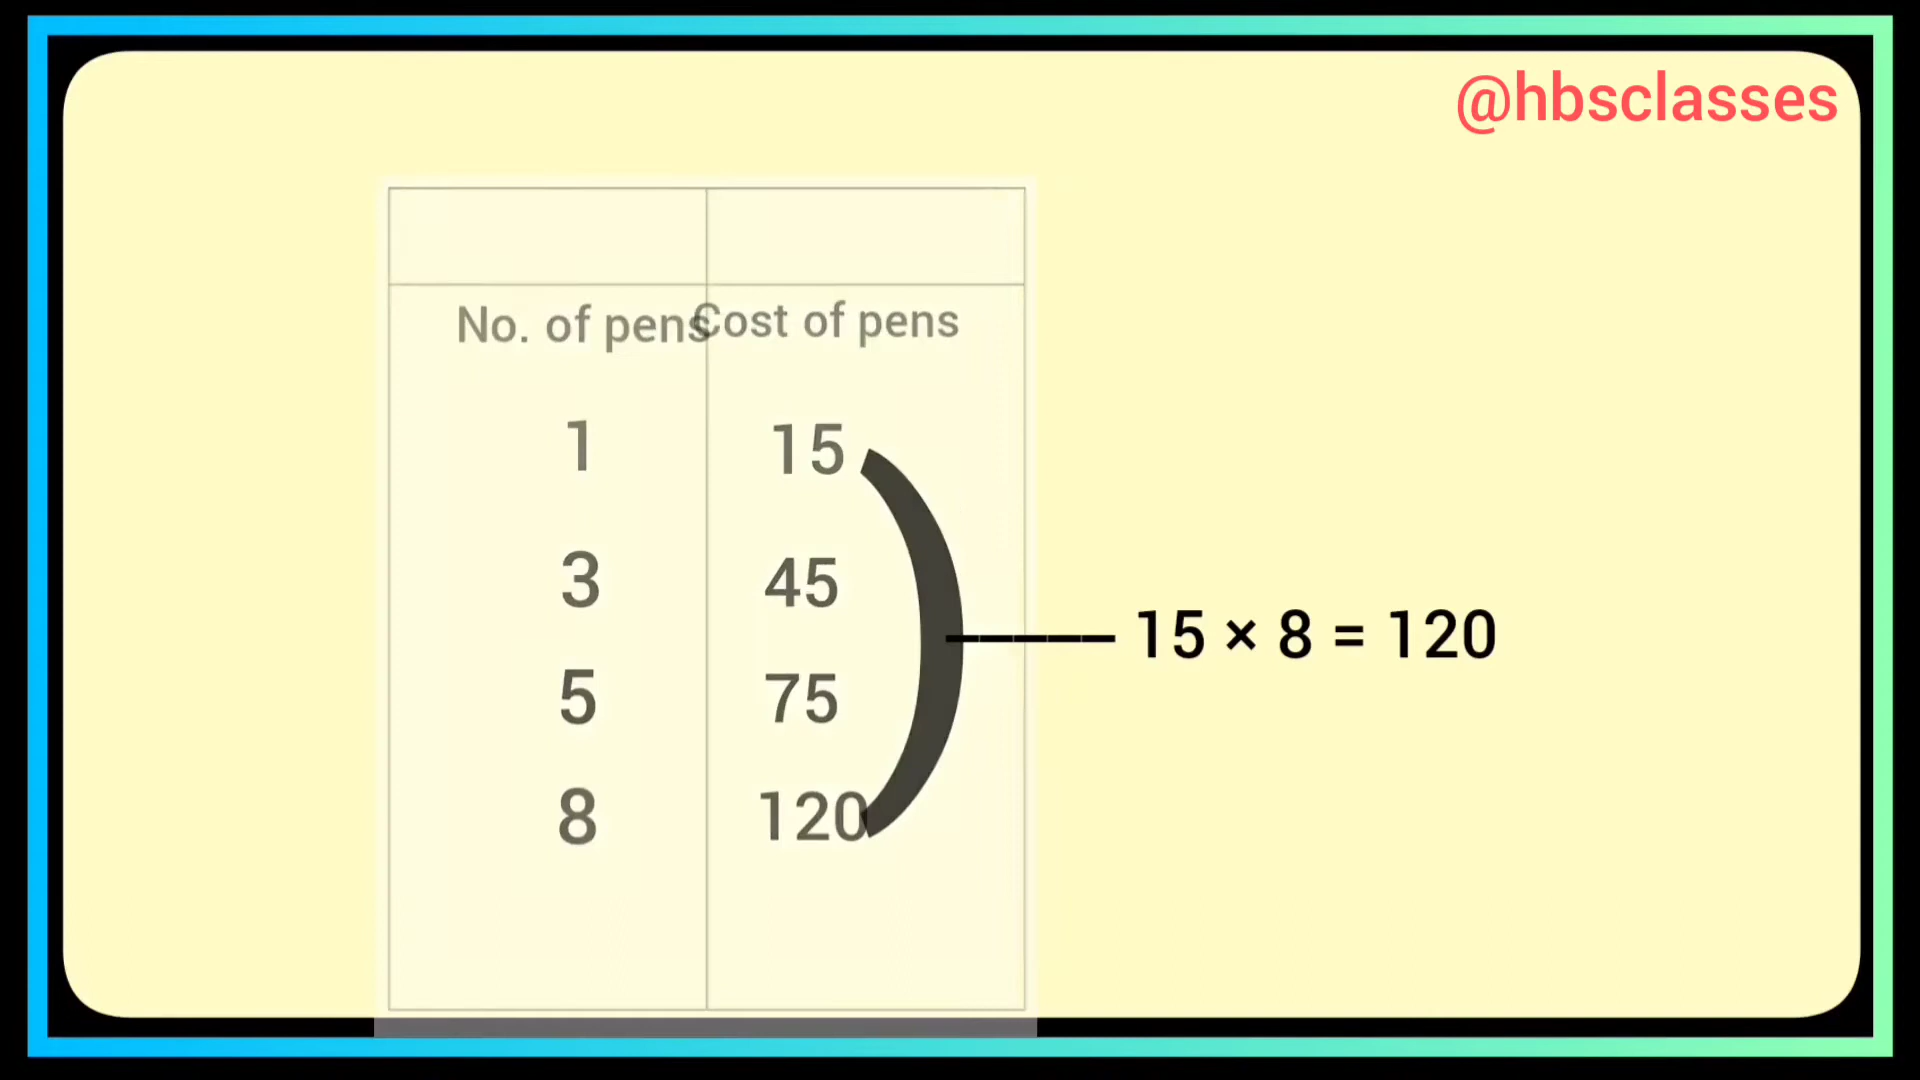 @hbsclasses
No. of pens Cost of pens
1 15
3 45
15 × 8 = 120
5 75
8 120